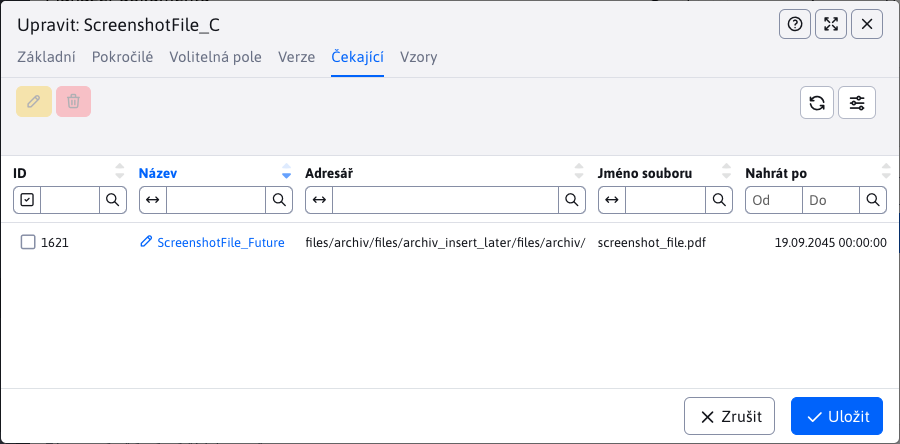 Upravit: ScreenshotFile_C
Základní Pokročilé Volitelná pole Verze Čekající Vzory
ID Název Adresář Jméno souboru Nahrát po
Od Do
1621 ScreenshotFile_Future files/archiv/files/archiv_insert_later/files/archiv/ screenshot_file.pdf 19.09.2045 00:00:00
Zrušit Uložit